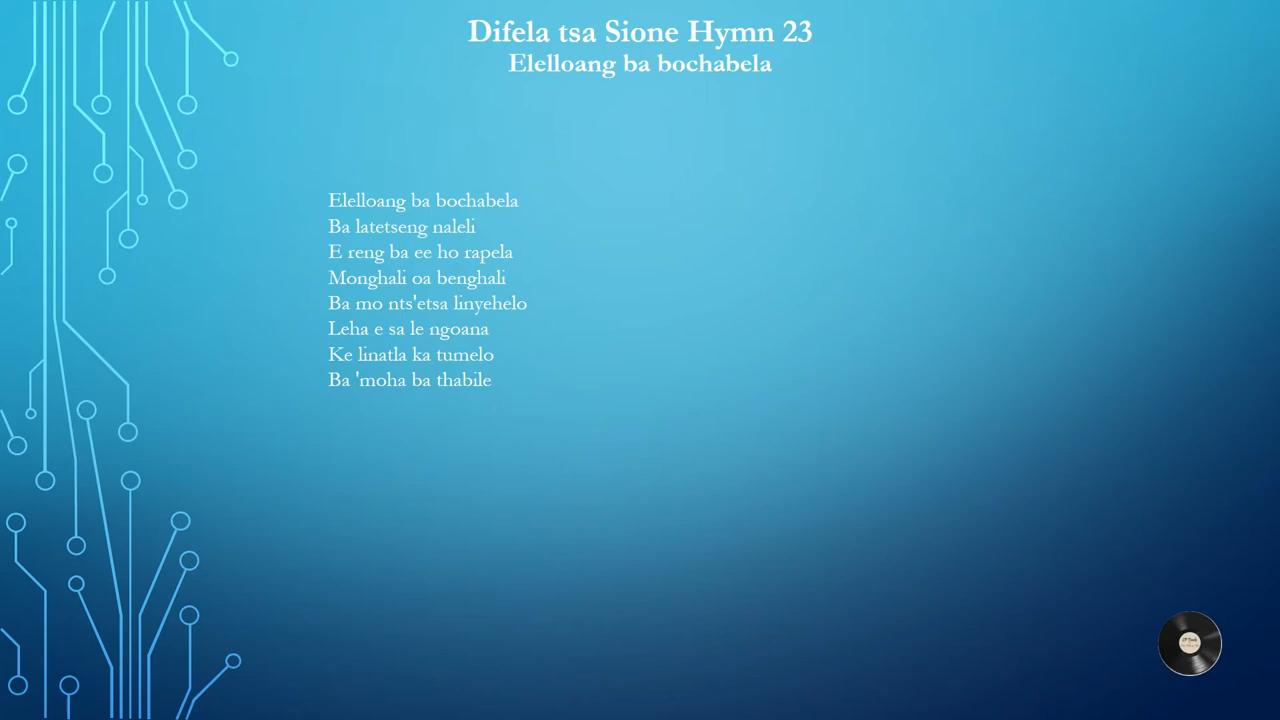 Difela tsa Sione Hymn 23
Elelloang ba bochabela
Elelloang ba bochabela
Ba latetseng naleli
E reng ba ee ho rapela
Monghali oa benghali
Ba mo nts'etsa linyehelo
Leha e sa le ngoana
Ke linatla ka tumelo
Ba 'moha ba thabile